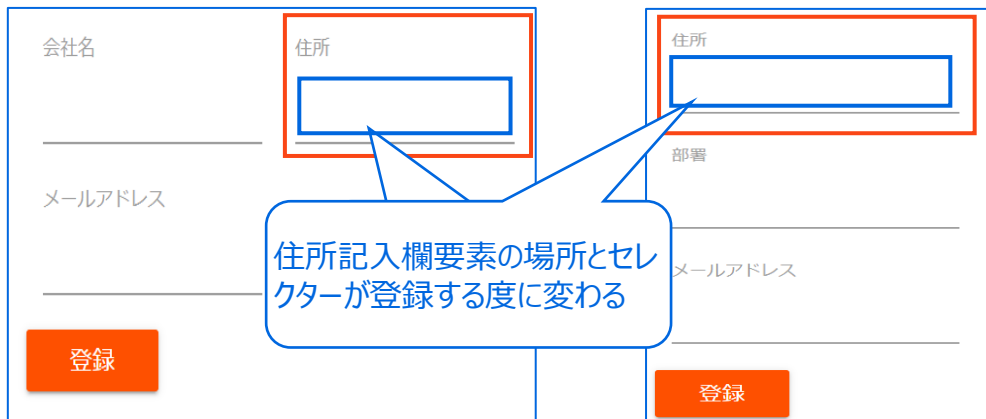 会社名
住所
メールアドレス
登録
住所記入欄要素の場所とセレ
クターが登録する度に変わる
住所
部署
メールアドレス
登録